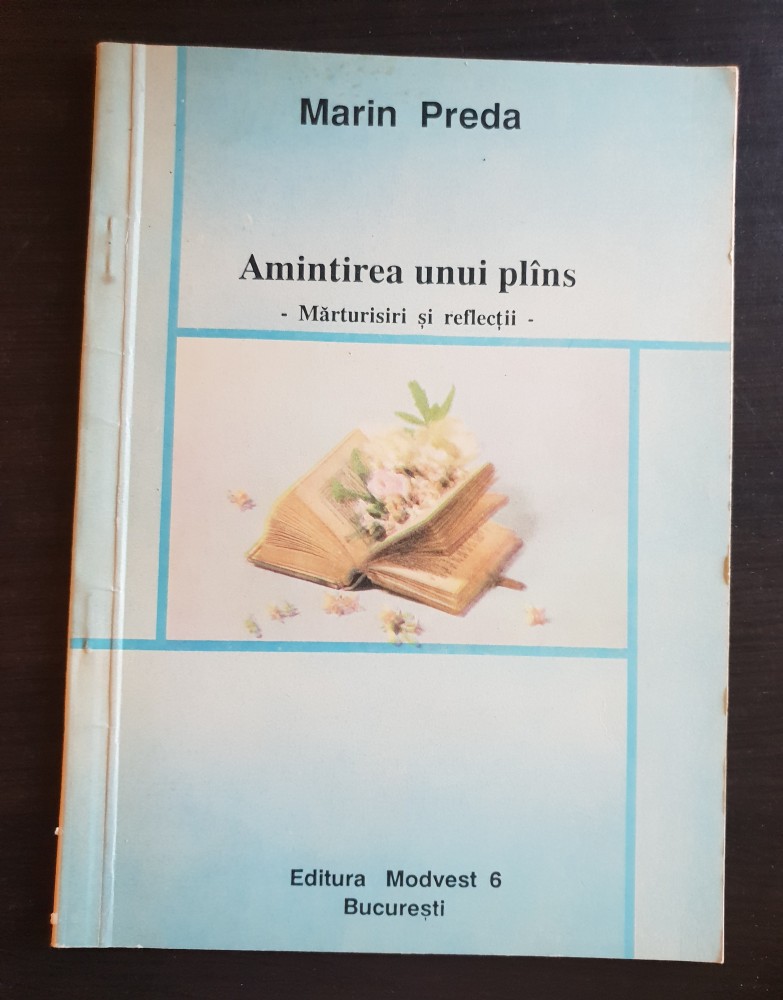 Marin Preda
Amintirea unui plîns
- Mărturisiri și reflecții -
Editura Modvest 6
București